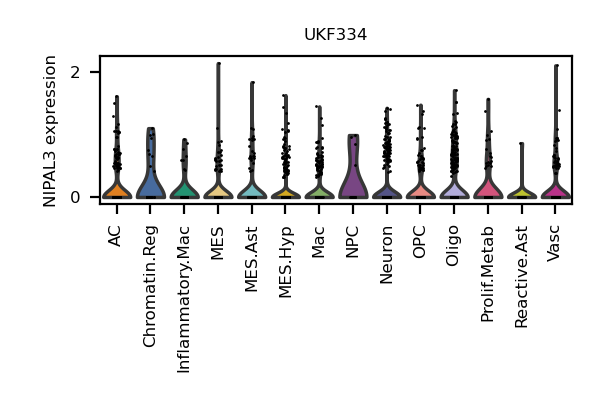 UKF334
NIPAL3 expression
2
0
AC
Chromatin.Reg
Inflammatory.Mac
MES
MES.Ast
MES.Hyp
Mac
NPC
Neuron
OPC
Oligo
Prolif.Metab
Reactive.Ast
Vasc